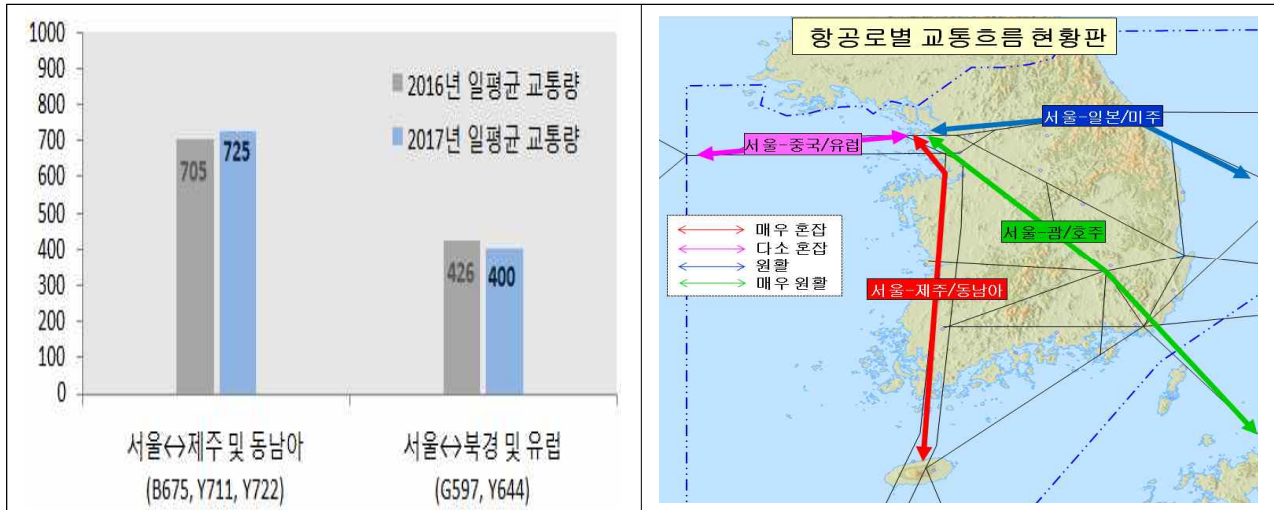 1000
900
800
700
600
500
400
300
200
100
0
2016년 일평균 교통량
2017년 일평균 교통량
705
725
426
400
서울↔제주 및 동남아
(B675, Y711, Y722)
서울↔북경 및 유럽
(G597, Y644)
항공로별 교통흐름 현황판
서울-일본/미주
서울-중국/유럽
서울-괌/호주
서울-제주/동남아
매우 혼잡
다소 혼잡
원활
매우 원활